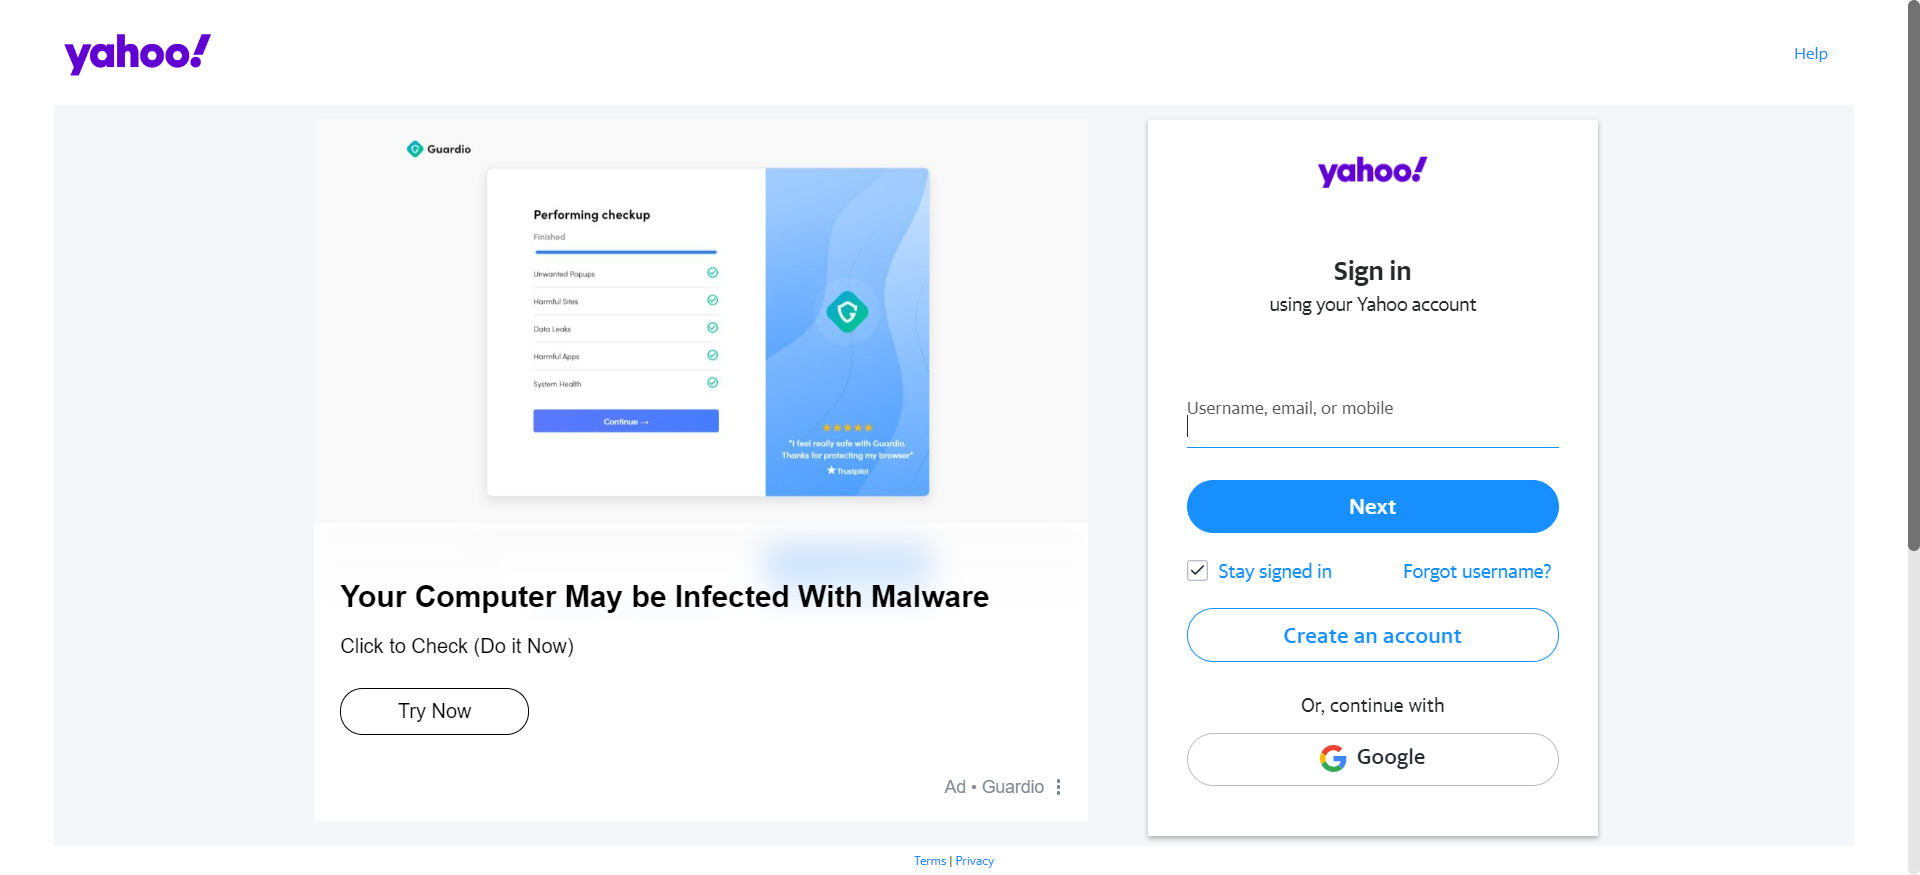 yahoo!
Help
Guardio
Performing checkup
Finished
Unwanted Popups
Harmful Sites
Data Leaks
Harmful Apps
System Health
Continue →
"I feel really safe with Guardio.
Thanks for protecting my browser"
★ Trustpilot
Your Computer May be Infected With Malware
Click to Check (Do it Now)
Try Now
Ad • Guardio
yahoo!
Sign in
using your Yahoo account
Username, email, or mobile
Next
Stay signed in
Forgot username?
Create an account
Or, continue with
Google
Terms | Privacy